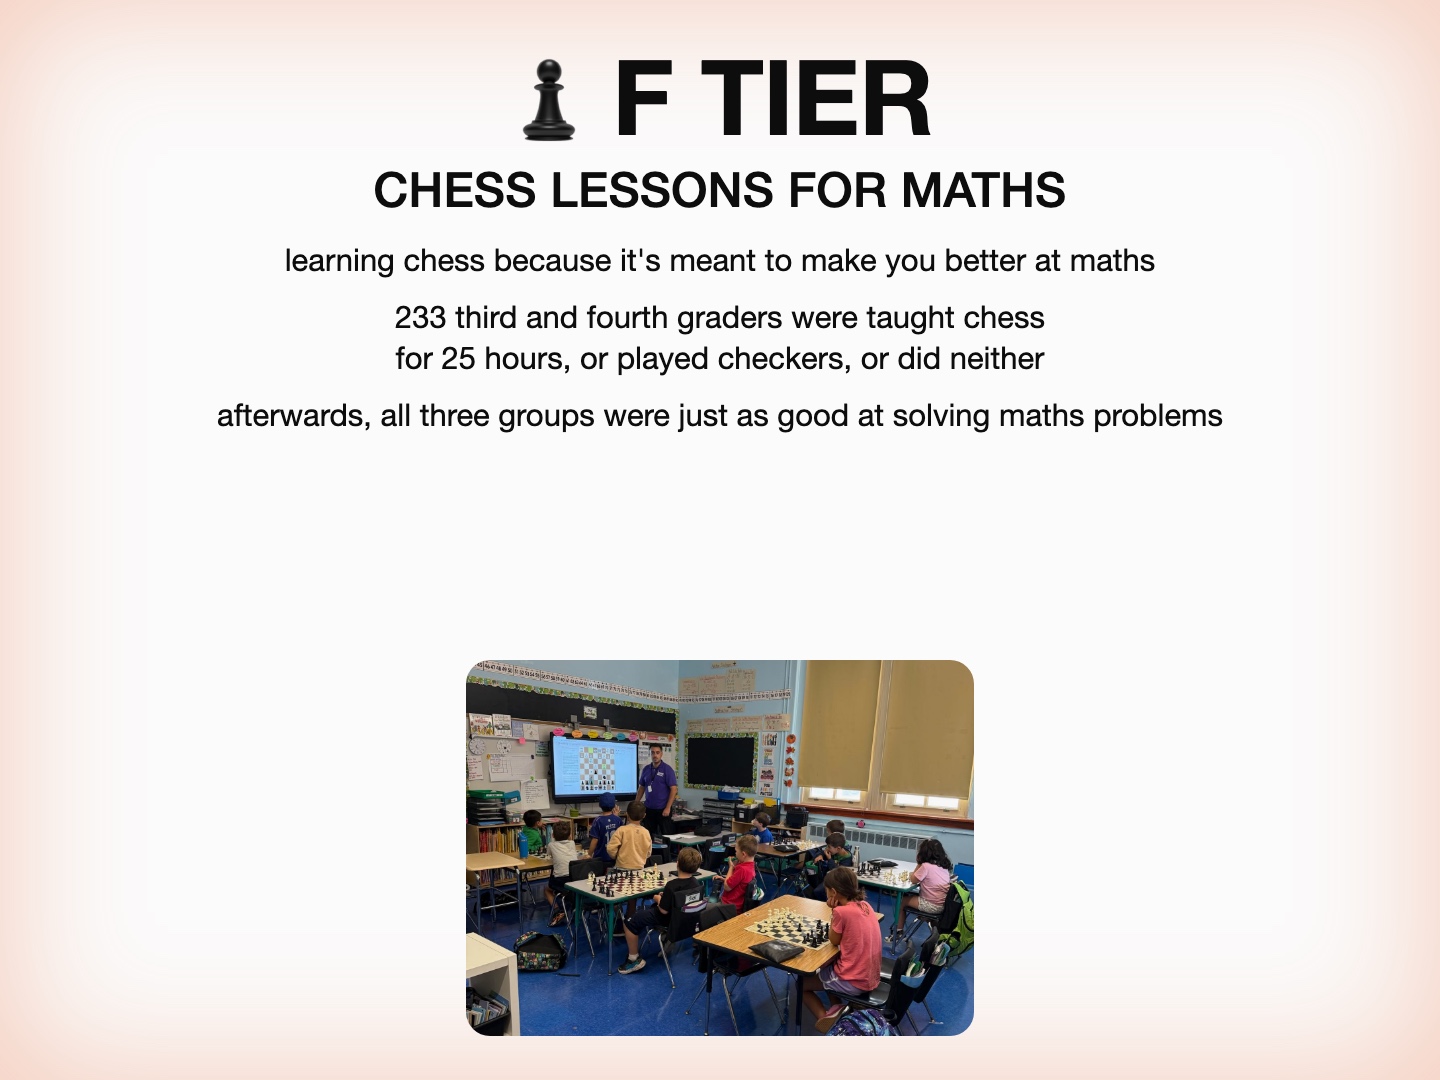 F TIER
CHESS LESSONS FOR MATHS
learning chess because it's meant to make you better at maths
233 third and fourth graders were taught chess
for 25 hours, or played checkers, or did neither
afterwards, all three groups were just as good at solving maths problems